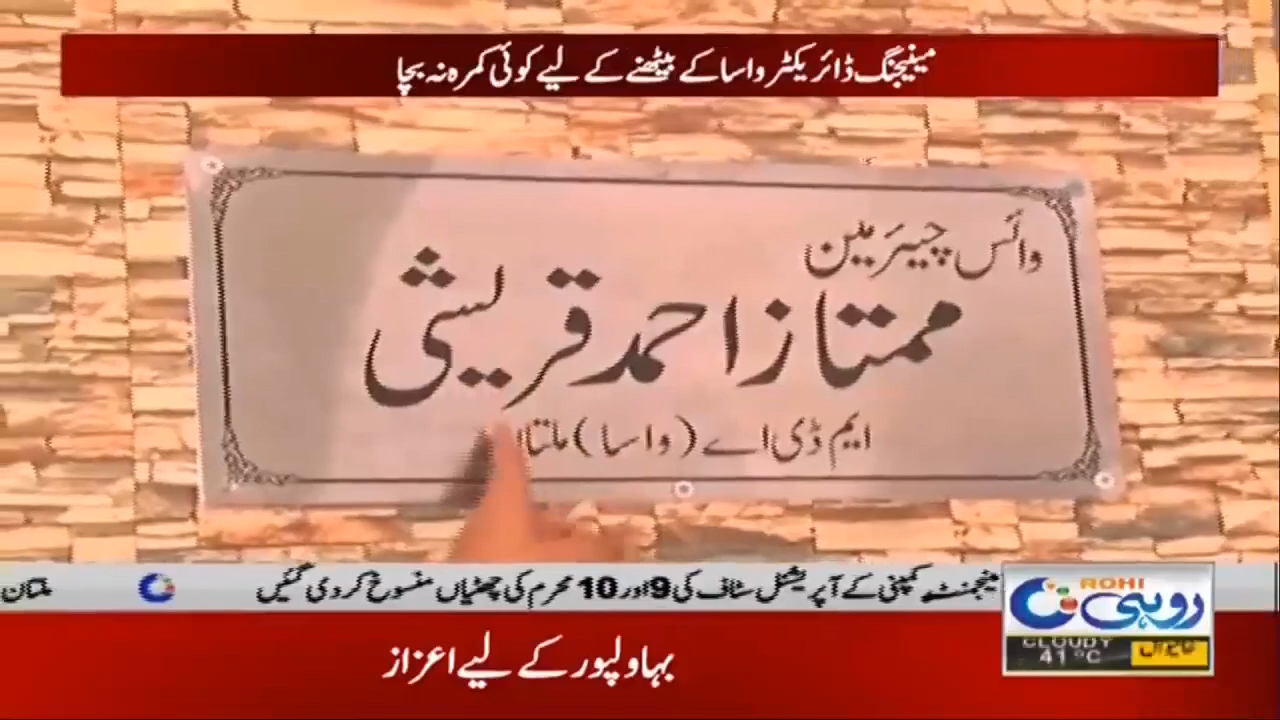 مینیجنگ ڈائریکٹر واسا کے بیٹھنے کے لیے کوئی کمرہ نہ بچا
وائس چیئرمین
ممتاز احمد قریشی
ایم ڈی اے (واسا) ملتا
مینجمنٹ کمپنی کے آپریشنل سٹاف کی 9 اور 10 محرم کی چھٹیاں منسوخ کر دی گئیں
ملتان
ROHI
روہی
CLOUDY
41°C
بہاولپور کے لیے اعزاز